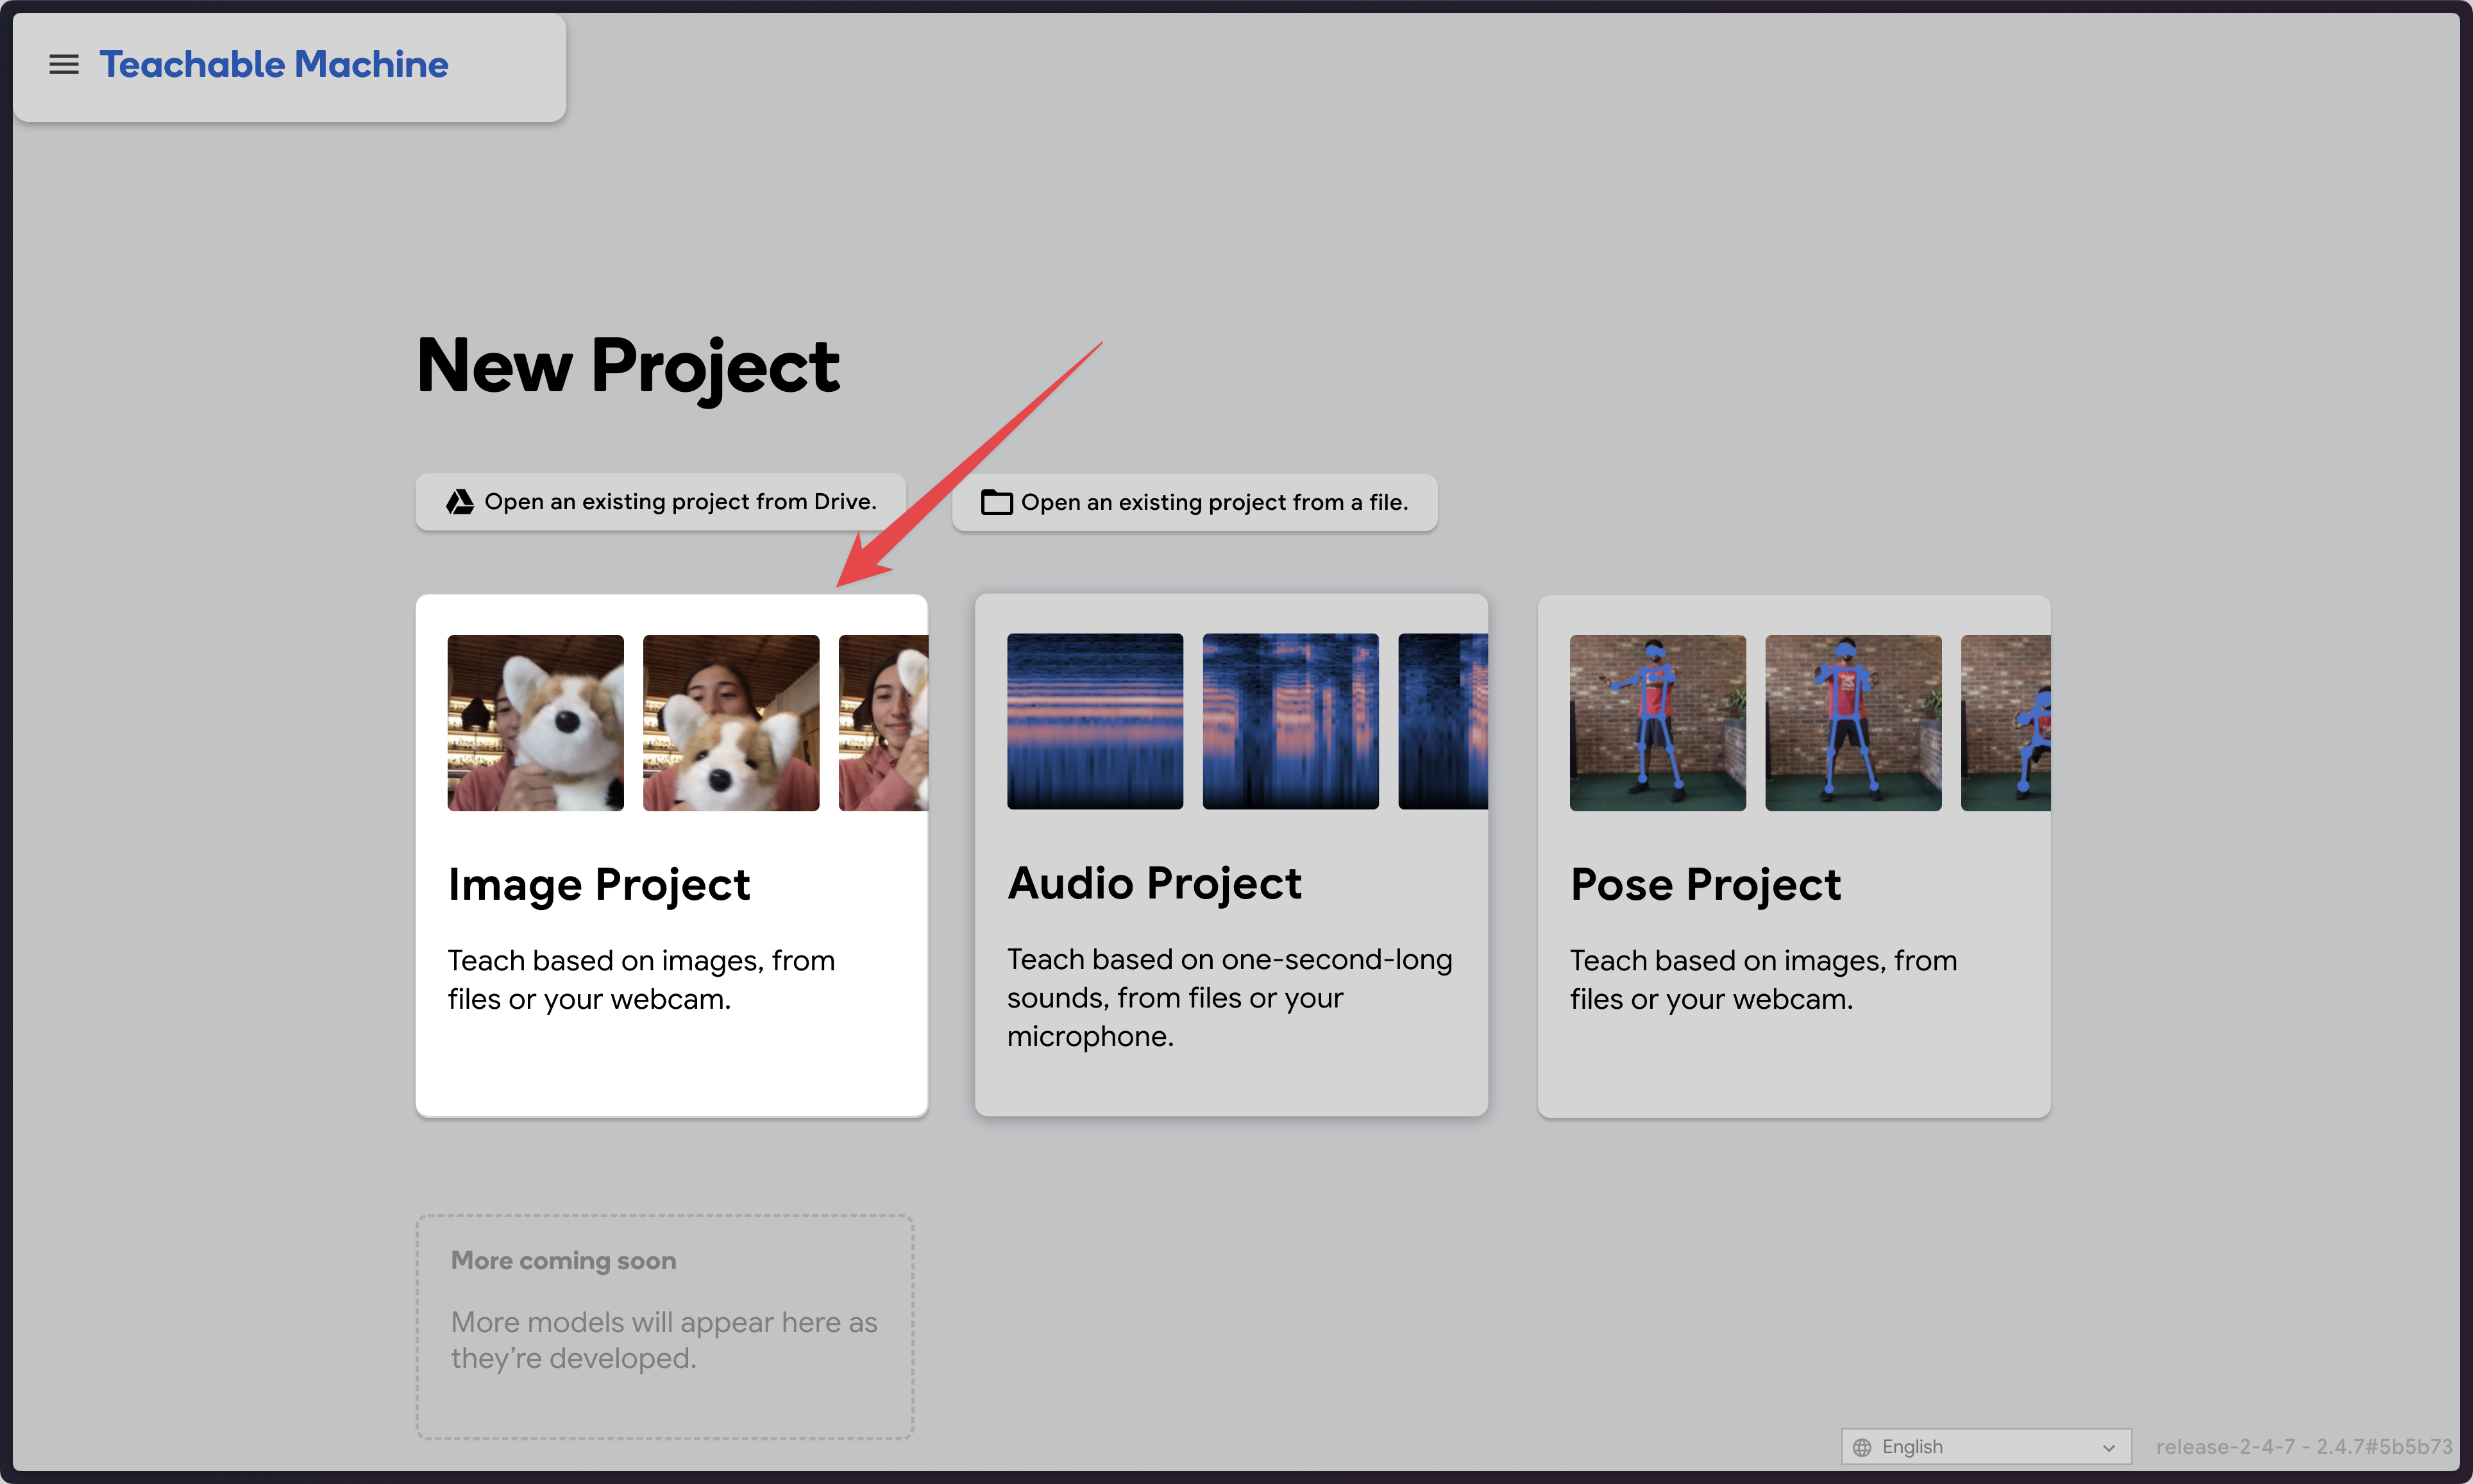 Teachable Machine
New Project
Open an existing project from Drive.
Open an existing project from a file.
Image Project
Teach based on images, from
files or your webcam.
Audio Project
Teach based on one-second-long
sounds, from files or your
microphone.
Pose Project
Teach based on images, from
files or your webcam.
More coming soon
More models will appear here as
they’re developed.
English
release-2-4-7 - 2.4.7#5b5b73